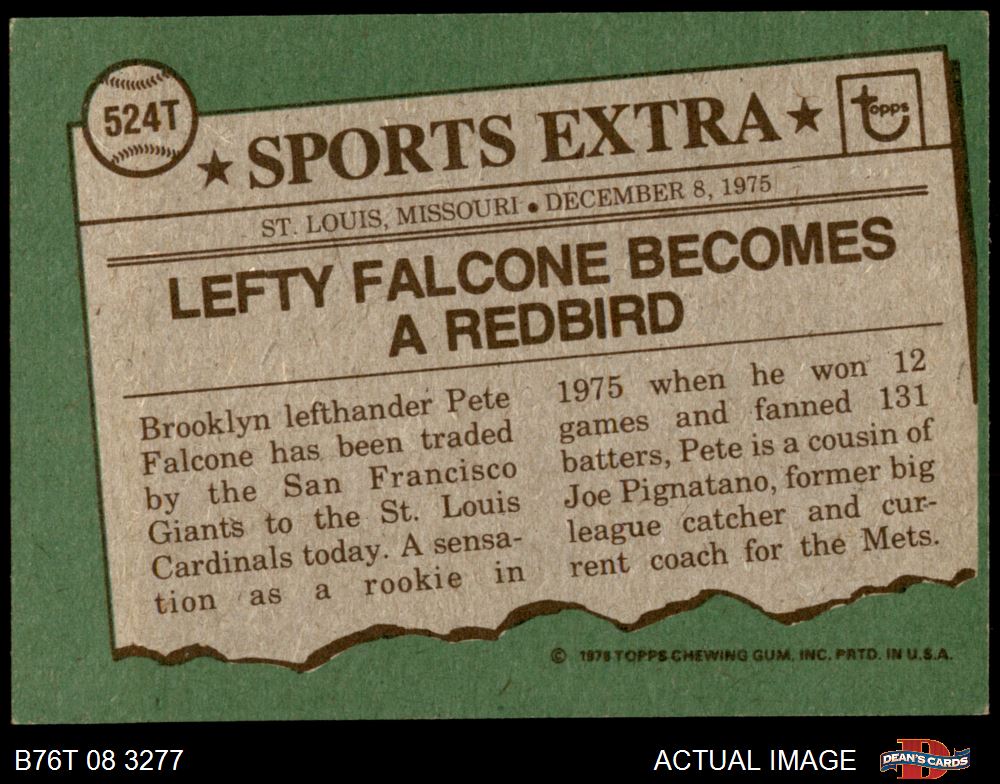 524T
★ SPORTS EXTRA ★
topps
ST. LOUIS, MISSOURI • DECEMBER 8, 1975
LEFTY FALCONE BECOMES
A REDBIRD
Brooklyn lefthander Pete
Falcone has been traded
by the San Francisco
Giants to the St. Louis
Cardinals today. A sensa-
tion as a rookie in
1975 when he won 12
games and fanned 131
batters, Pete is a cousin of
Joe Pignatano, former big
league catcher and cur-
rent coach for the Mets.
© 1976 TOPPS CHEWING GUM, INC. PRTD. IN U.S.A.
B76T 08 3277
ACTUAL IMAGE
DEAN'S CARDS